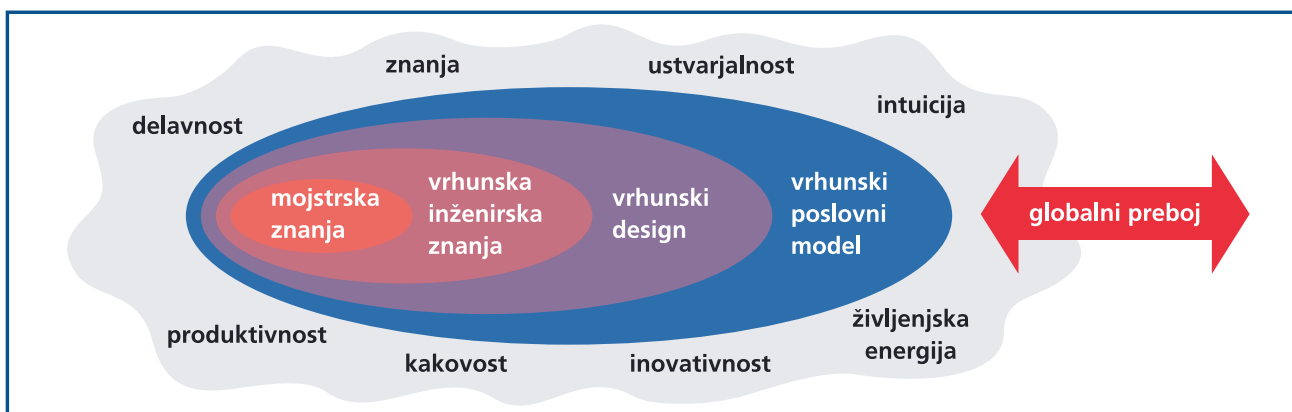 znanja
ustvarjalnost
intuicija
delavnost
mojstrska
znanja
vrhunska
inženirska
znanja
vrhunski
design
vrhunski
poslovni
model
globalni preboj
produktivnost
kakovost
inovativnost
življenjska
energija